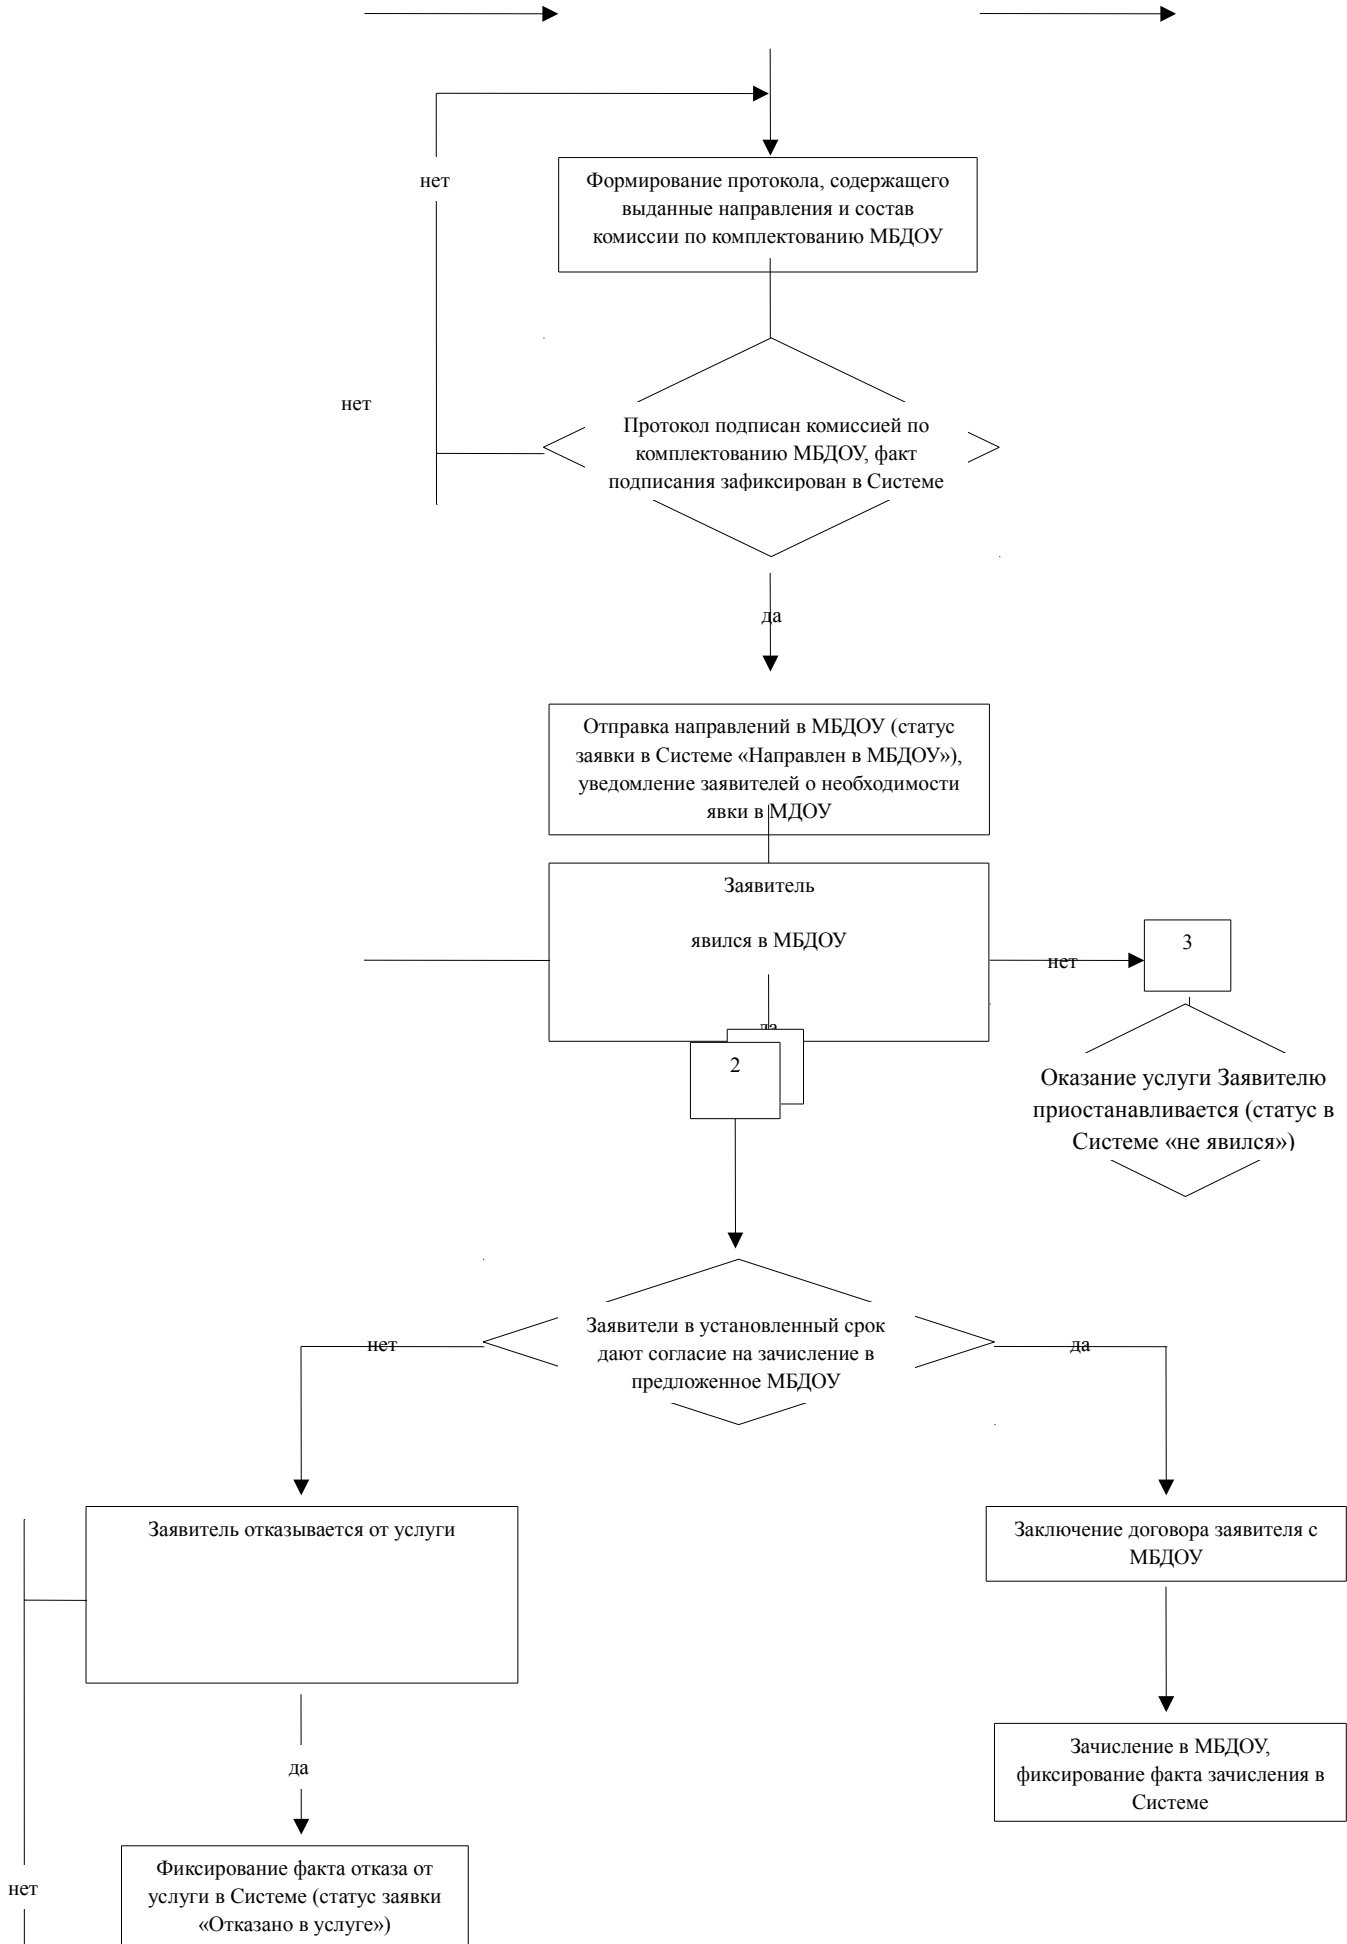 нет
Формирование протокола, содержащего
выданные направления и состав
комиссии по комплектованию МБДОУ
нет
Протокол подписан комиссией по
комплектованию МБДОУ, факт
подписания зафиксирован в Системе
да
Отправка направлений в МБДОУ (статус
заявки в Системе «Направлен в МБДОУ»),
уведомление заявителей о необходимости
явки в МДОУ
Заявитель
явился в МБДОУ
нет
3
да
2
Оказание услуги Заявителю
приостанавливается (статус в
Системе «не явился»)
Заявители в установленный срок
дают согласие на зачисление в
предложенное МБДОУ
нет
да
Заявитель отказывается от услуги
Заключение договора заявителя с
МБДОУ
да
Зачисление в МБДОУ,
фиксирование факта зачисления в
Системе
нет
Фиксирование факта отказа от
услуги в Системе (статус заявки
«Отказано в услуге»)